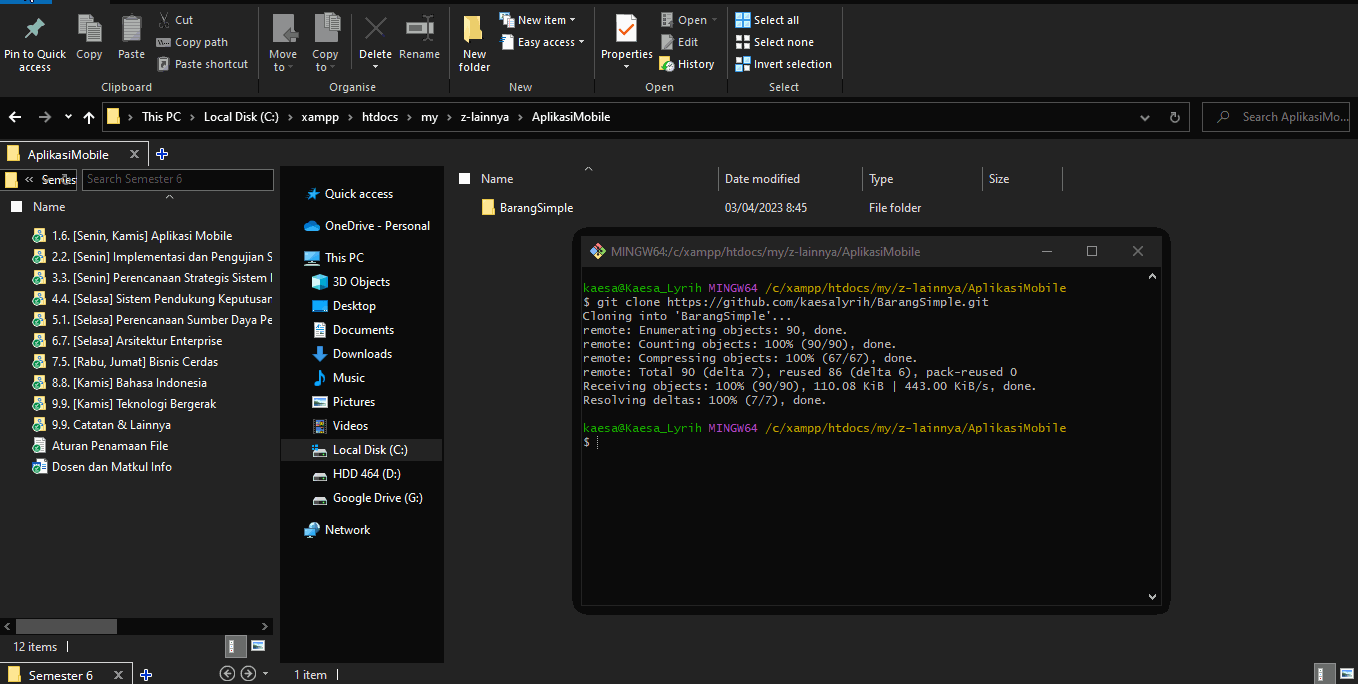 Pin to Quick access
Copy
Paste
Cut
Copy path
Paste shortcut
Clipboard
Move to
Copy to
Delete
Rename
Organise
New folder
New item
Easy access
New
Properties
Open
Edit
History
Open
Select all
Select none
Invert selection
Select
This PC > Local Disk (C:) > xampp > htdocs > my > z-lainnya > AplikasiMobile
Search AplikasiMo...
AplikasiMobile
« Semes
Search Semester 6
Name
1.6. [Senin, Kamis] Aplikasi Mobile
2.2. [Senin] Implementasi dan Pengujian S
3.3. [Senin] Perencanaan Strategis Sistem I
4.4. [Selasa] Sistem Pendukung Keputusan
5.1. [Selasa] Perencanaan Sumber Daya Pe
6.7. [Selasa] Arsitektur Enterprise
7.5. [Rabu, Jumat] Bisnis Cerdas
8.8. [Kamis] Bahasa Indonesia
9.9. [Kamis] Teknologi Bergerak
9.9. Catatan & Lainnya
Aturan Penamaan File
Dosen dan Matkul Info
12 items
Semester 6
Quick access
OneDrive - Personal
This PC
3D Objects
Desktop
Documents
Downloads
Music
Pictures
Videos
Local Disk (C:)
HDD 464 (D:)
Google Drive (G:)
Network
1 item
Name
Date modified
Type
Size
BarangSimple
03/04/2023 8:45
File folder
MINGW64:/c/xampp/htdocs/my/z-lainnya/AplikasiMobile
kaesa@Kaesa_Lyrih MINGW64 /c/xampp/htdocs/my/z-lainnya/AplikasiMobile
$ git clone https://github.com/kaesalyrih/BarangSimple.git
Cloning into 'BarangSimple'...
remote: Enumerating objects: 90, done.
remote: Counting objects: 100% (90/90), done.
remote: Compressing objects: 100% (67/67), done.
remote: Total 90 (delta 7), reused 86 (delta 6), pack-reused 0
Receiving objects: 100% (90/90), 110.08 KiB | 443.00 KiB/s, done.
Resolving deltas: 100% (7/7), done.
kaesa@Kaesa_Lyrih MINGW64 /c/xampp/htdocs/my/z-lainnya/AplikasiMobile
$